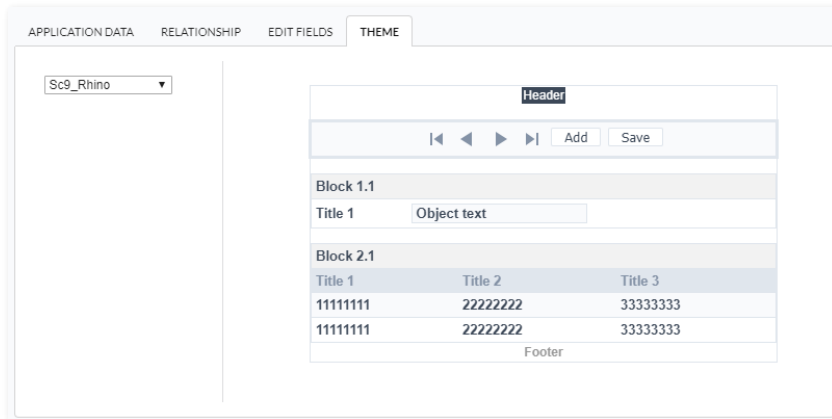 APPLICATION DATA RELATIONSHIP EDIT FIELDS THEME
Sc9_Rhino
Header
Add Save
Block 1.1
Title 1 Object text
Block 2.1
Title 1 Title 2 Title 3
11111111 22222222 33333333
11111111 22222222 33333333
Footer